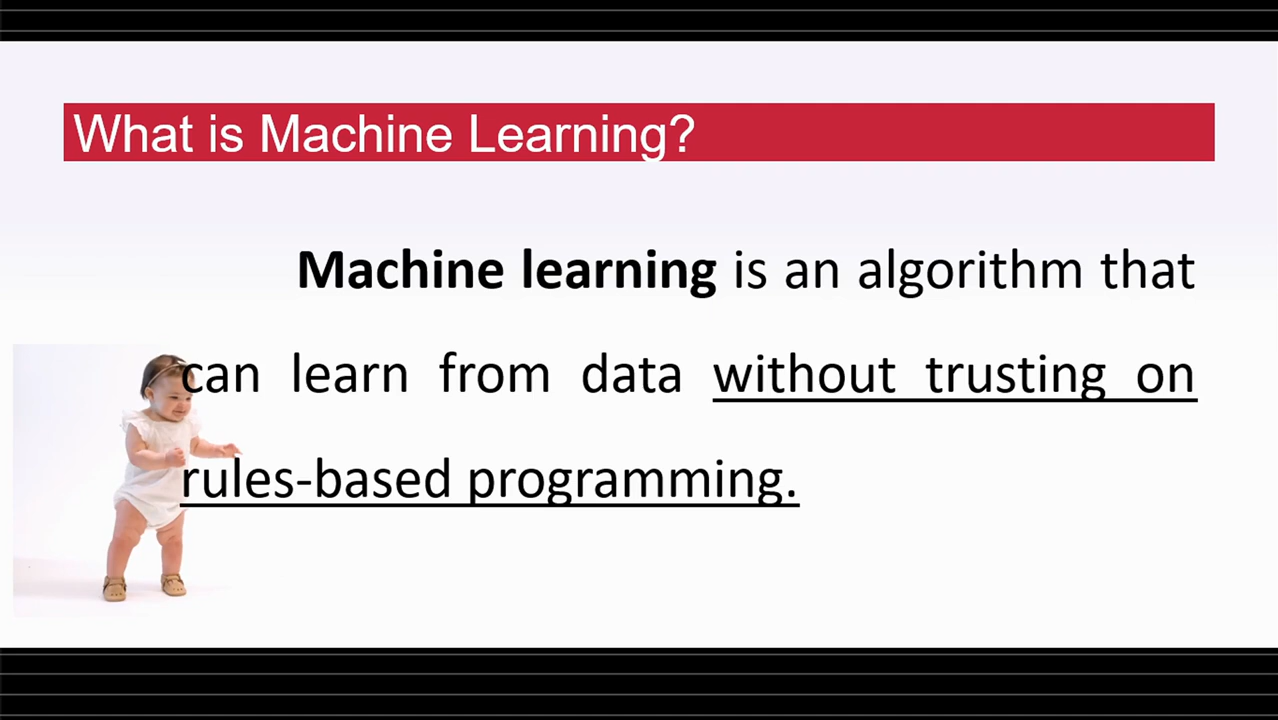 What is Machine Learning?
Machine learning is an algorithm that
can learn from data without trusting on
rules-based programming.